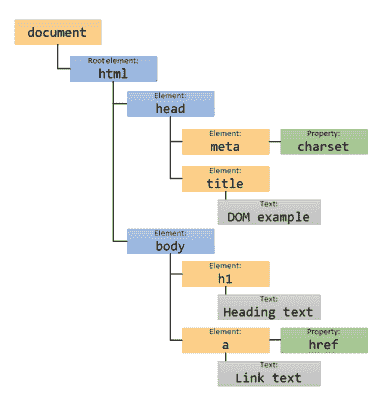 document
Root element:
html
Element:
head
Element:
meta
Property:
charset
Element:
title
Text:
DOM example
Element:
body
Element:
h1
Text:
Heading text
Element:
a
Property:
href
Text:
Link text